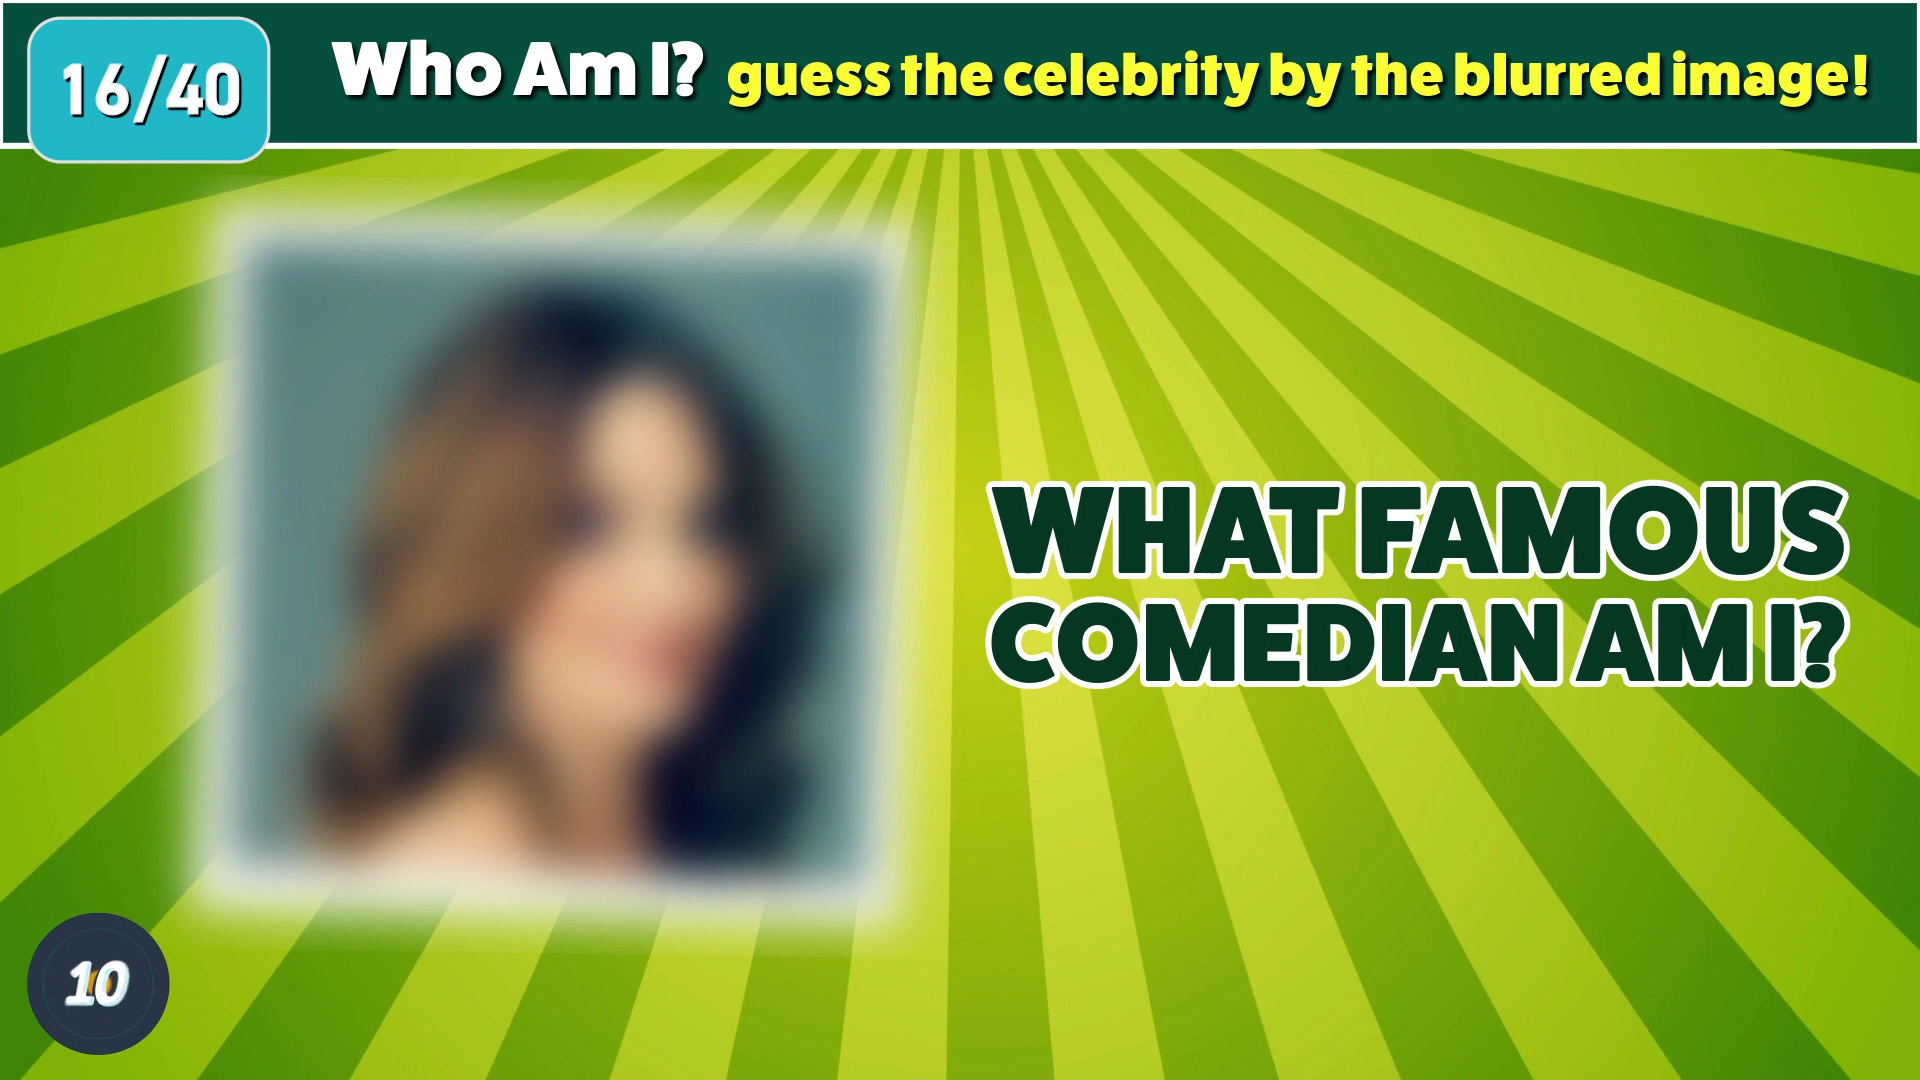 16/40
Who Am I? guess the celebrity by the blurred image!
WHAT FAMOUS
COMEDIAN AM I?
10